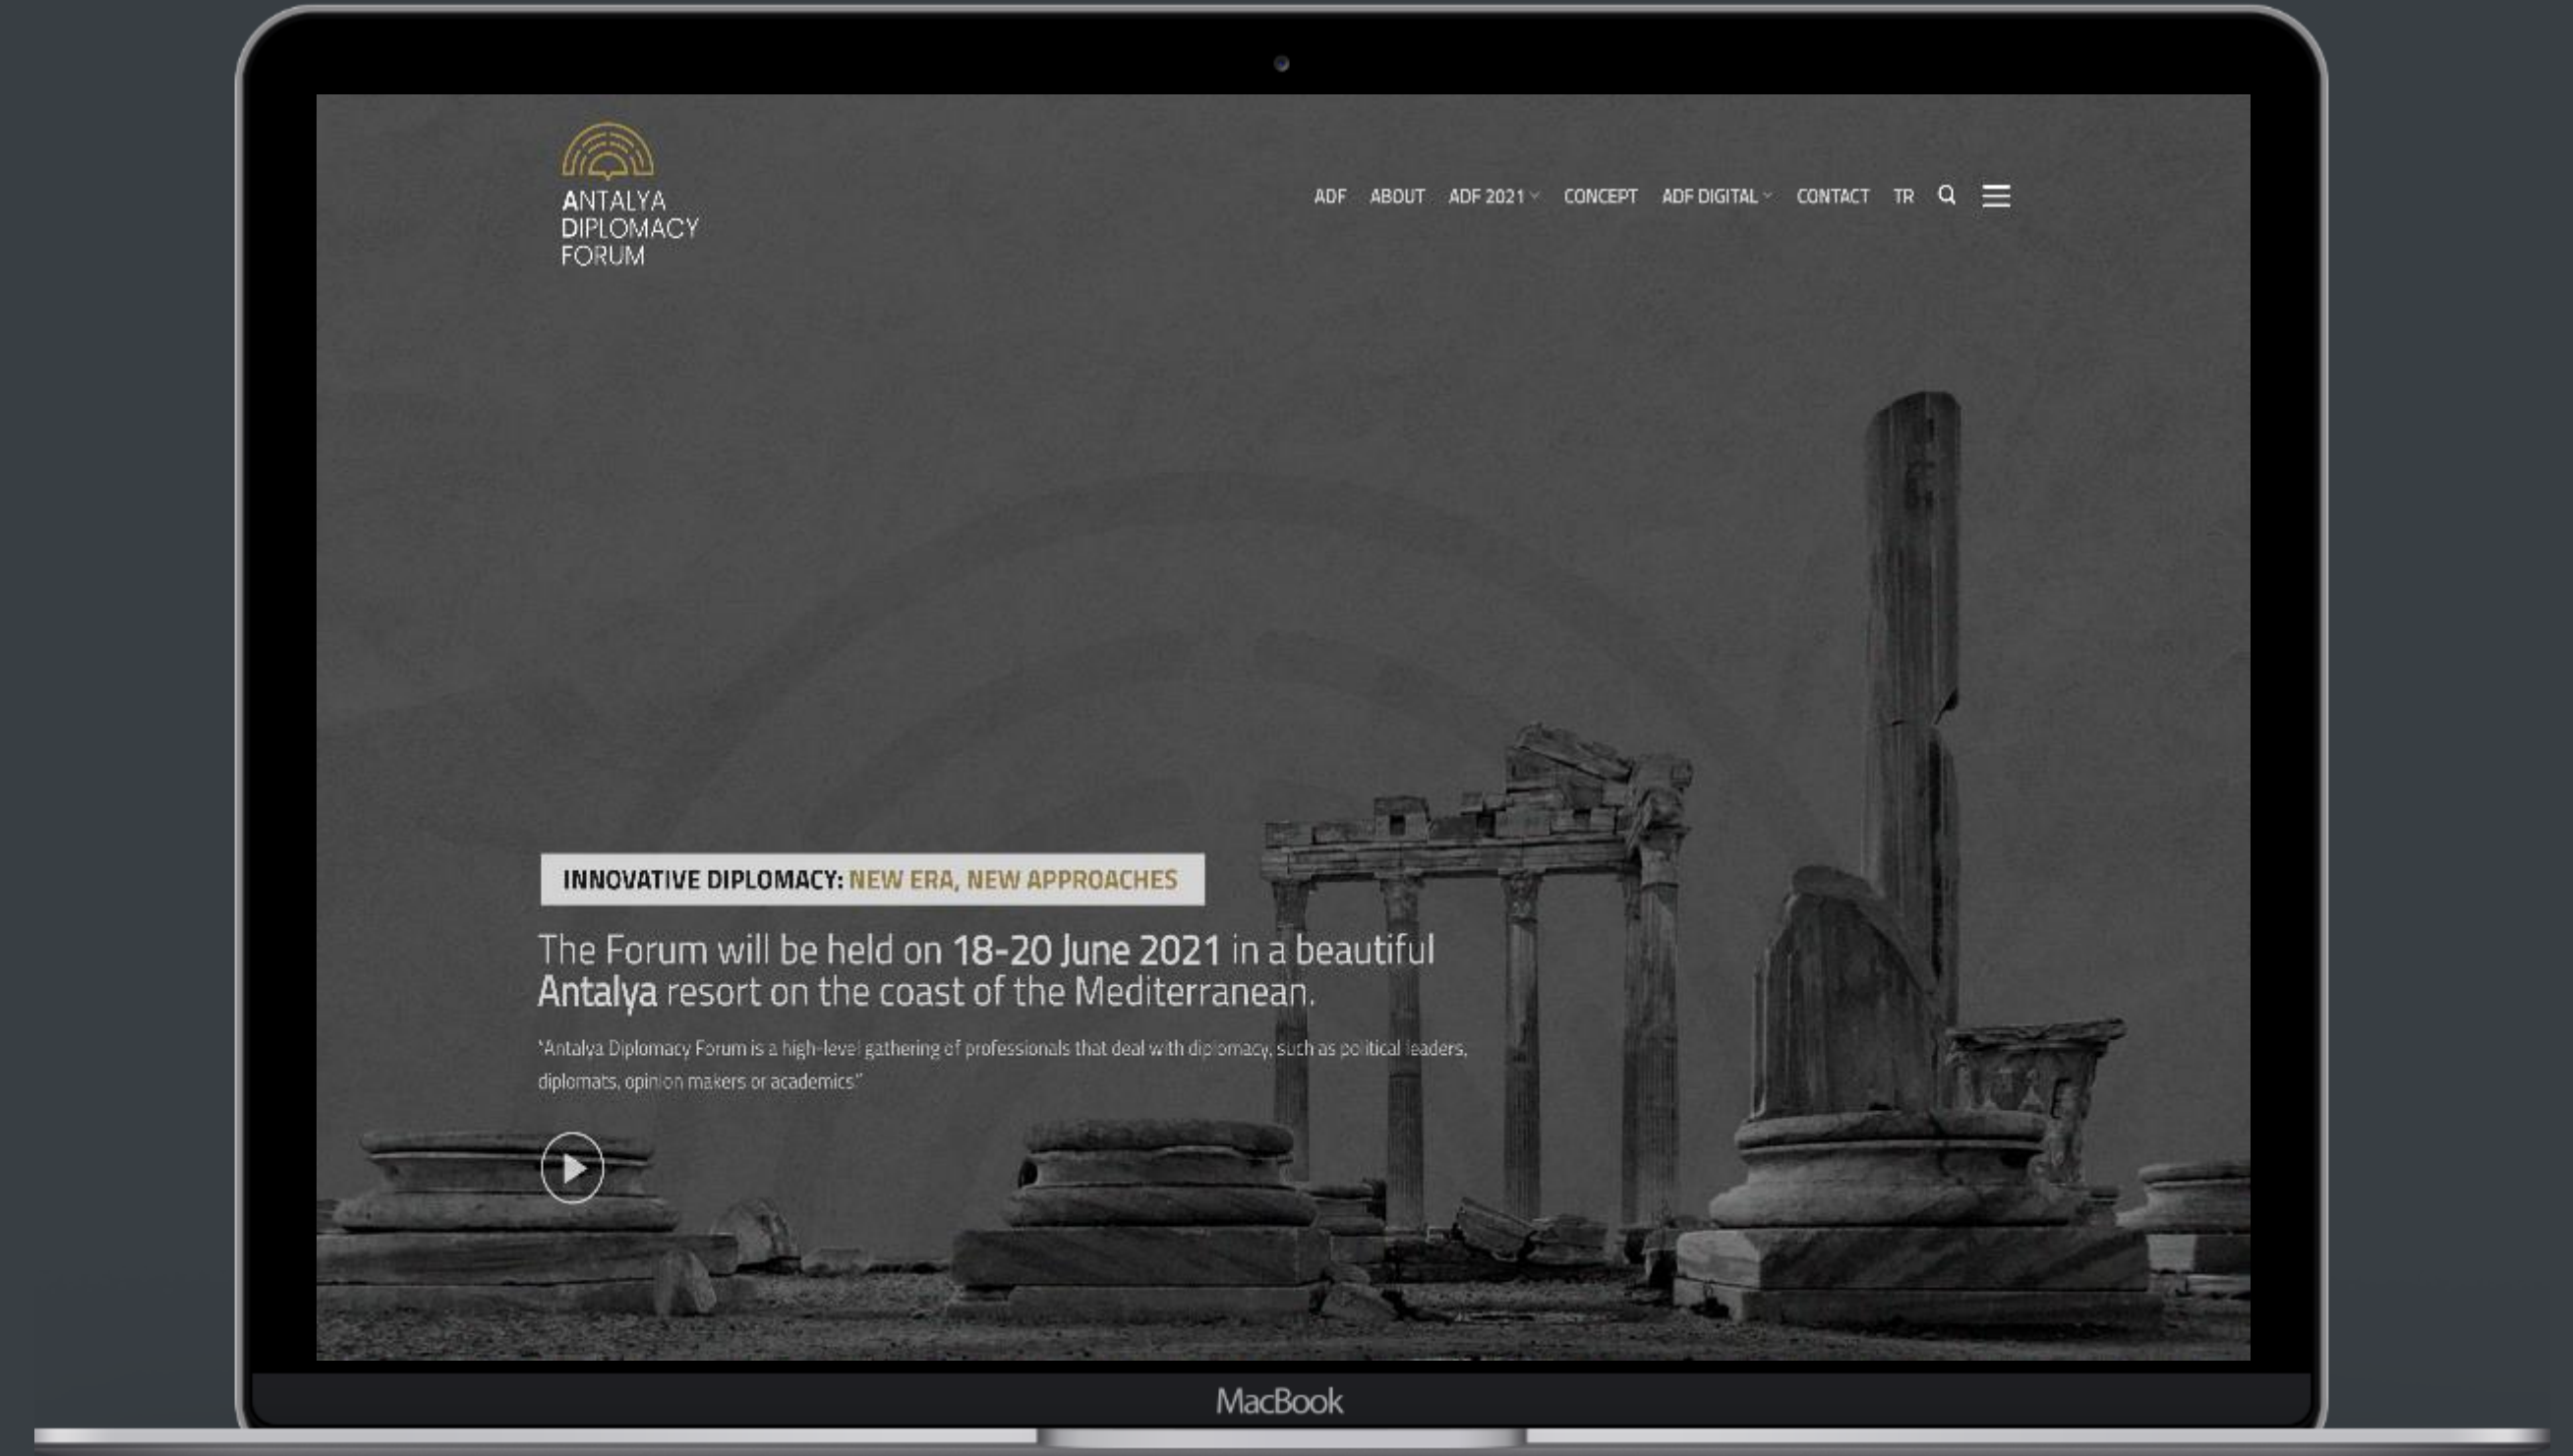 ANTALYA
DIPLOMACY
FORUM
ADF ABOUT ADF 2021 CONCEPT ADF DIGITAL CONTACT TR
INNOVATIVE DIPLOMACY: NEW ERA, NEW APPROACHES
The Forum will be held on 18-20 June 2021 in a beautiful
Antalya resort on the coast of the Mediterranean.
"Antalya Diplomacy Forum is a high-level gathering of professionals that deal with diplomacy, such as political leaders,
diplomats, opinion makers or academics"
MacBook